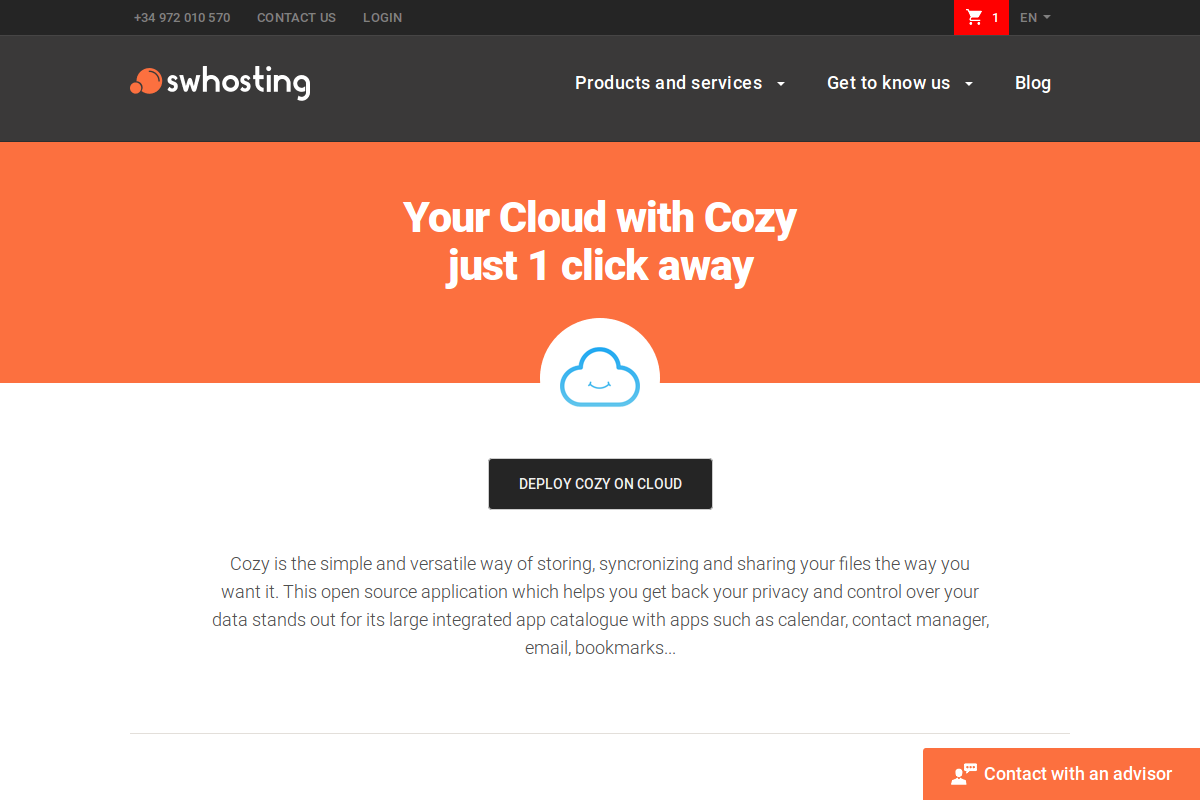 +34 972 010 570 CONTACT US LOGIN 1 EN
swhosting Products and services Get to know us Blog
Your Cloud with Cozy
just 1 click away
DEPLOY COZY ON CLOUD
Cozy is the simple and versatile way of storing, syncronizing and sharing your files the way you
want it. This open source application which helps you get back your privacy and control over your
data stands out for its large integrated app catalogue with apps such as calendar, contact manager,
email, bookmarks...
Contact with an advisor